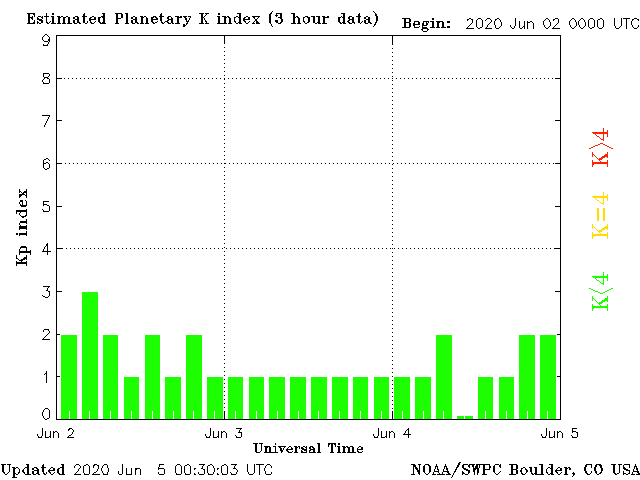 Estimated Planetary K index (3 hour data) Begin: 2020 Jun 02 0000 UTC
9
8
7
6
5
4
3
2
1
0
Kp index
K>4
K=4
K<4
Jun 2 Jun 3 Jun 4 Jun 5
Universal Time
Updated 2020 Jun 5 00:30:03 UTC NOAA/SWPC Boulder, CO USA